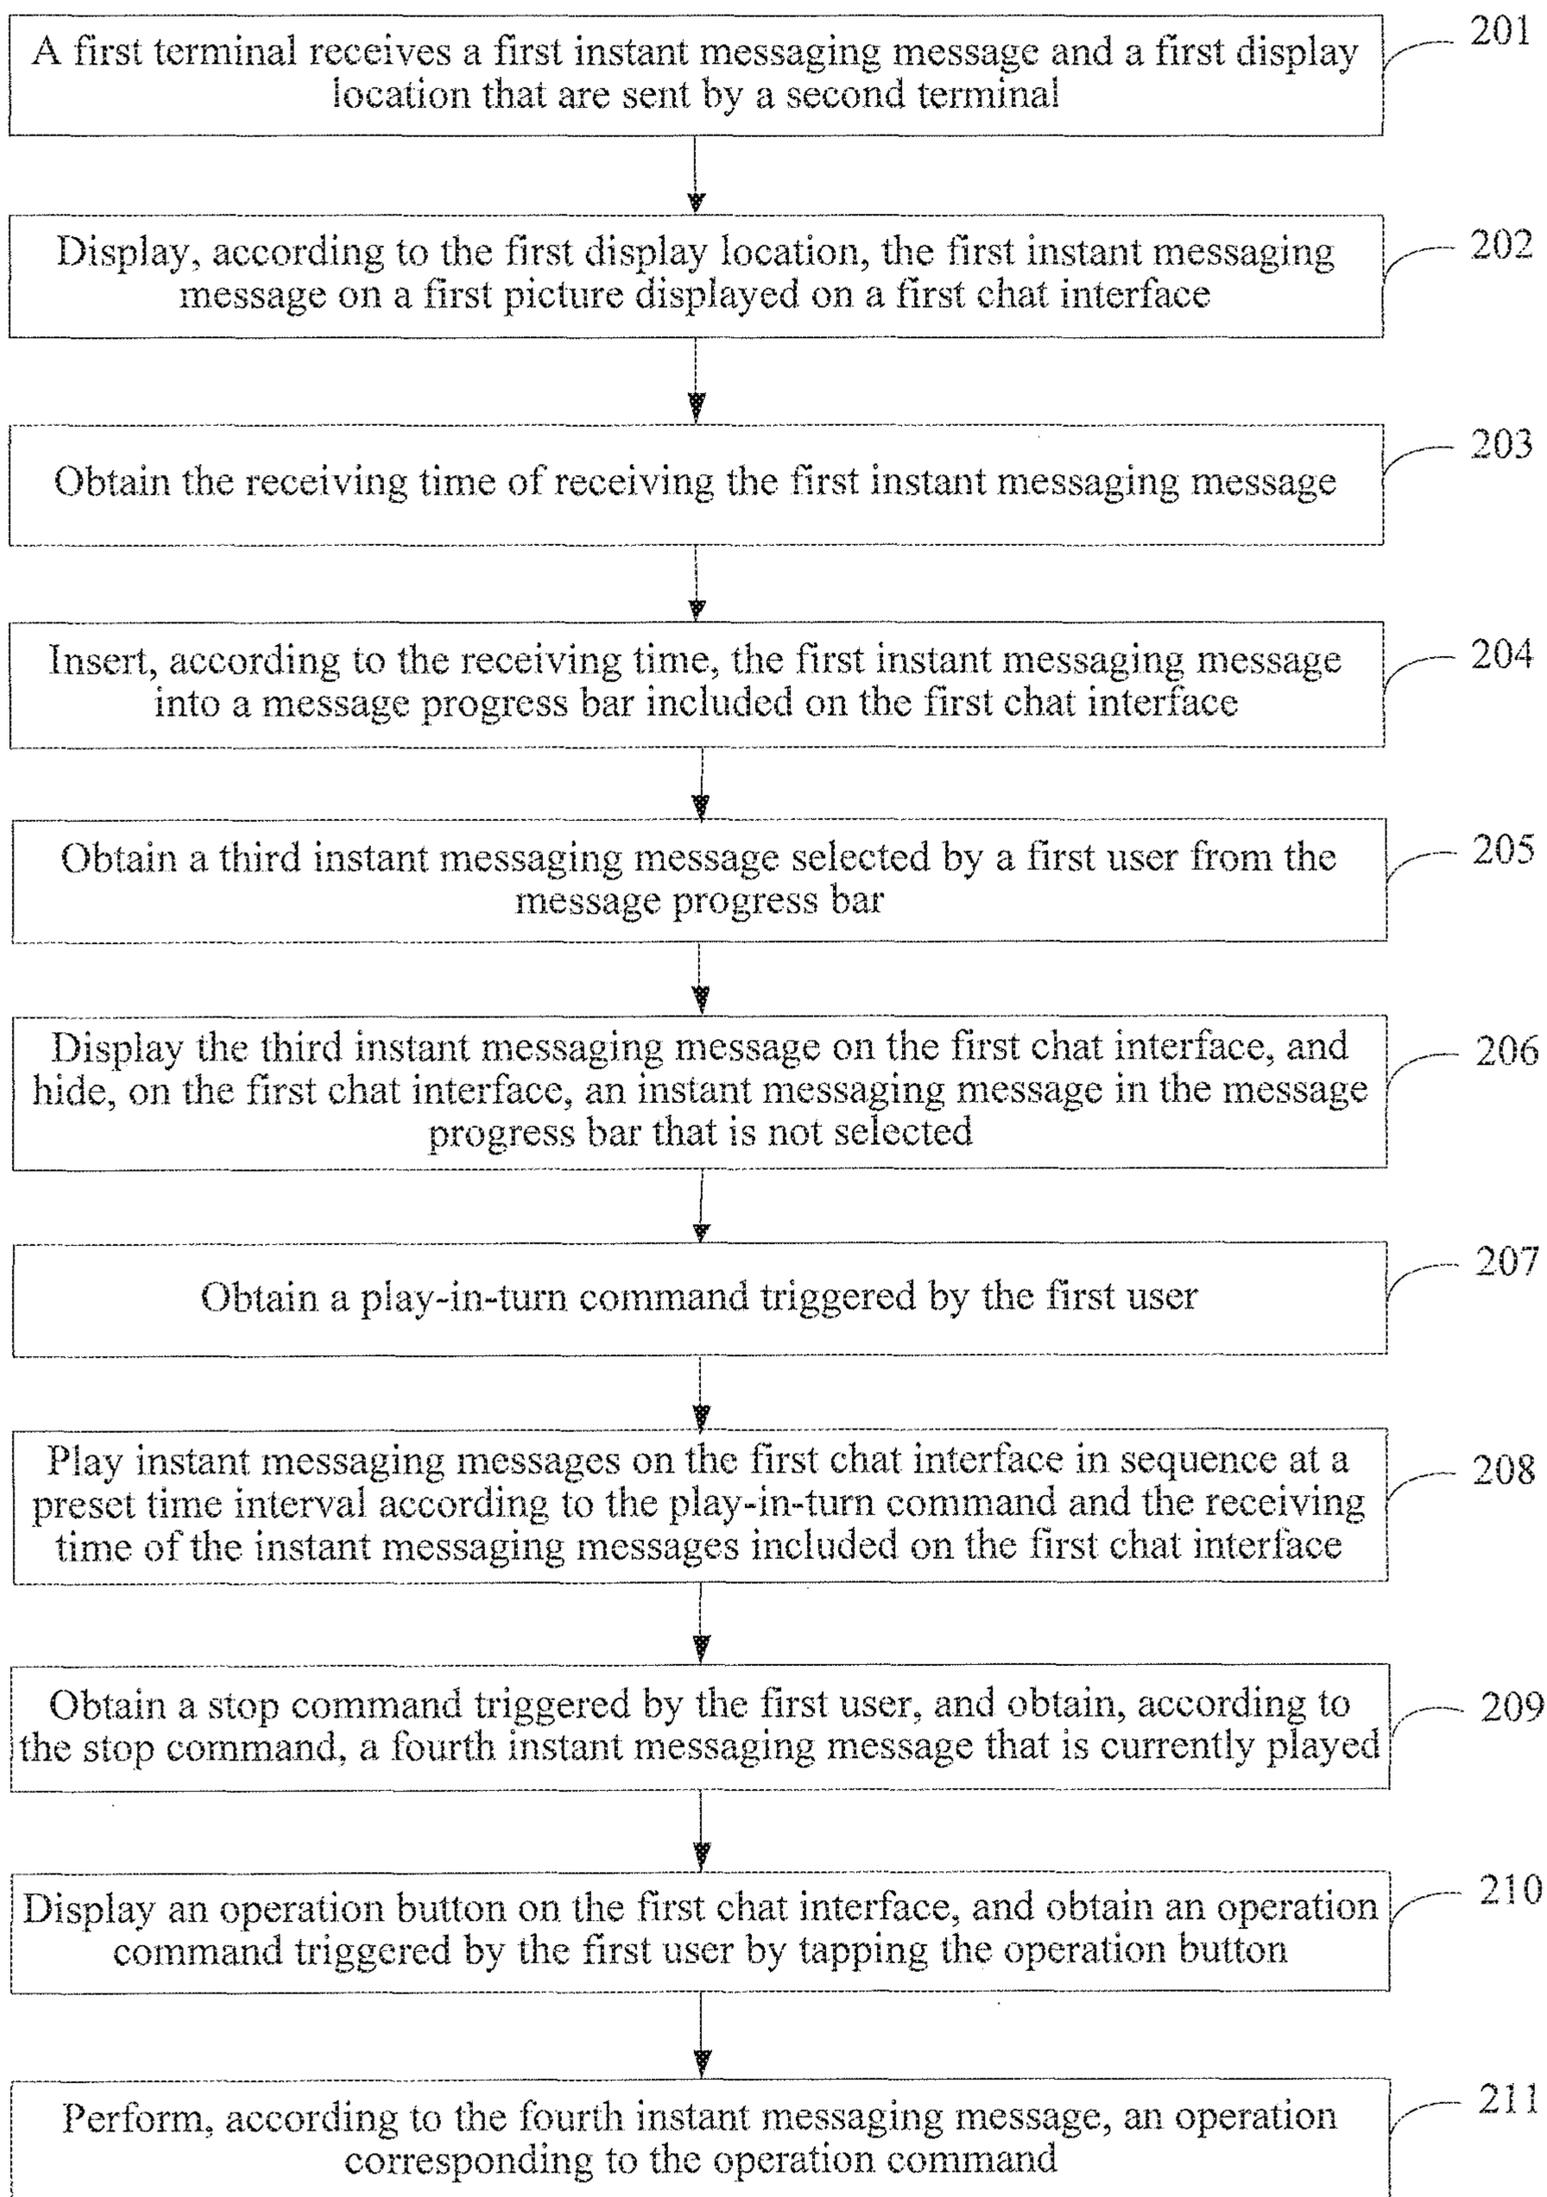 A first terminal receives a first instant messaging message and a first display
location that are sent by a second terminal
201
Display, according to the first display location, the first instant messaging
message on a first picture displayed on a first chat interface
202
Obtain the receiving time of receiving the first instant messaging message
203
Insert, according to the receiving time, the first instant messaging message
into a message progress bar included on the first chat interface
204
Obtain a third instant messaging message selected by a first user from the
message progress bar
205
Display the third instant messaging message on the first chat interface, and
hide, on the first chat interface, an instant messaging message in the message
progress bar that is not selected
206
Obtain a play-in-turn command triggered by the first user
207
Play instant messaging messages on the first chat interface in sequence at a
preset time interval according to the play-in-turn command and the receiving
time of the instant messaging messages included on the first chat interface
208
Obtain a stop command triggered by the first user, and obtain, according to
the stop command, a fourth instant messaging message that is currently played
209
Display an operation button on the first chat interface, and obtain an operation
command triggered by the first user by tapping the operation button
210
Perform, according to the fourth instant messaging message, an operation
corresponding to the operation command
211